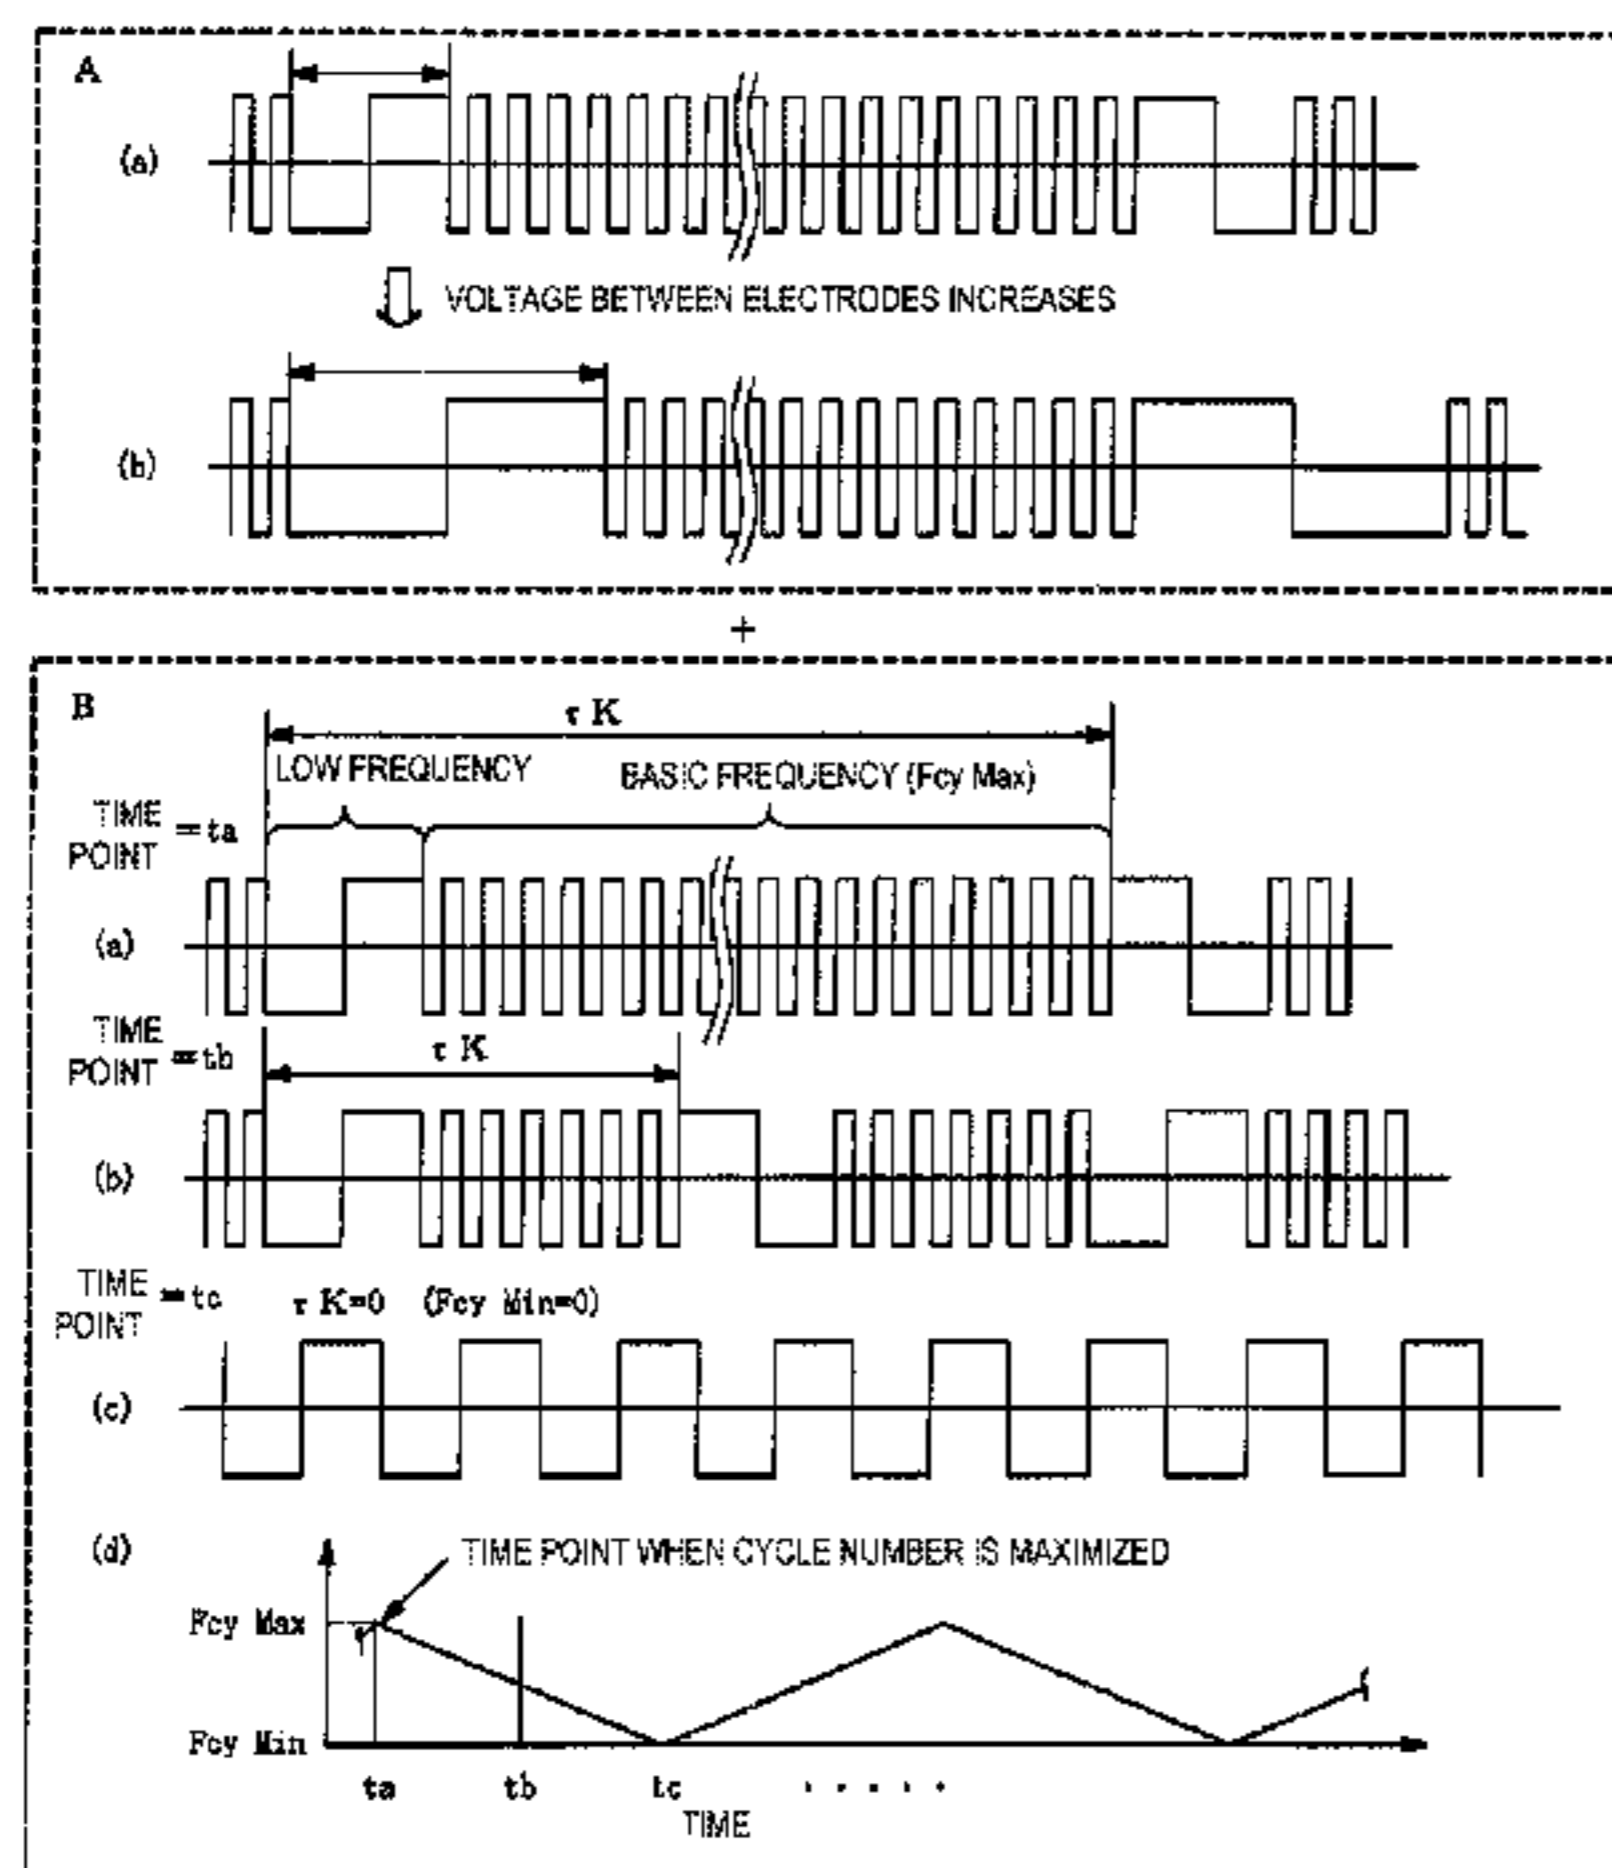 A
(a)
VOLTAGE BETWEEN ELECTRODES INCREASES
(b)
+
B
τ K
LOW FREQUENCY
BASIC FREQUENCY (Fcy Max)
TIME POINT =ta
(a)
TIME POINT =tb
τ K
(b)
TIME POINT =tc
τ K=0 (Fcy Min=0)
(c)
(d)
TIME POINT WHEN CYCLE NUMBER IS MAXIMIZED
Fcy Max
Fcy Min
ta tb tc . . . . .
TIME